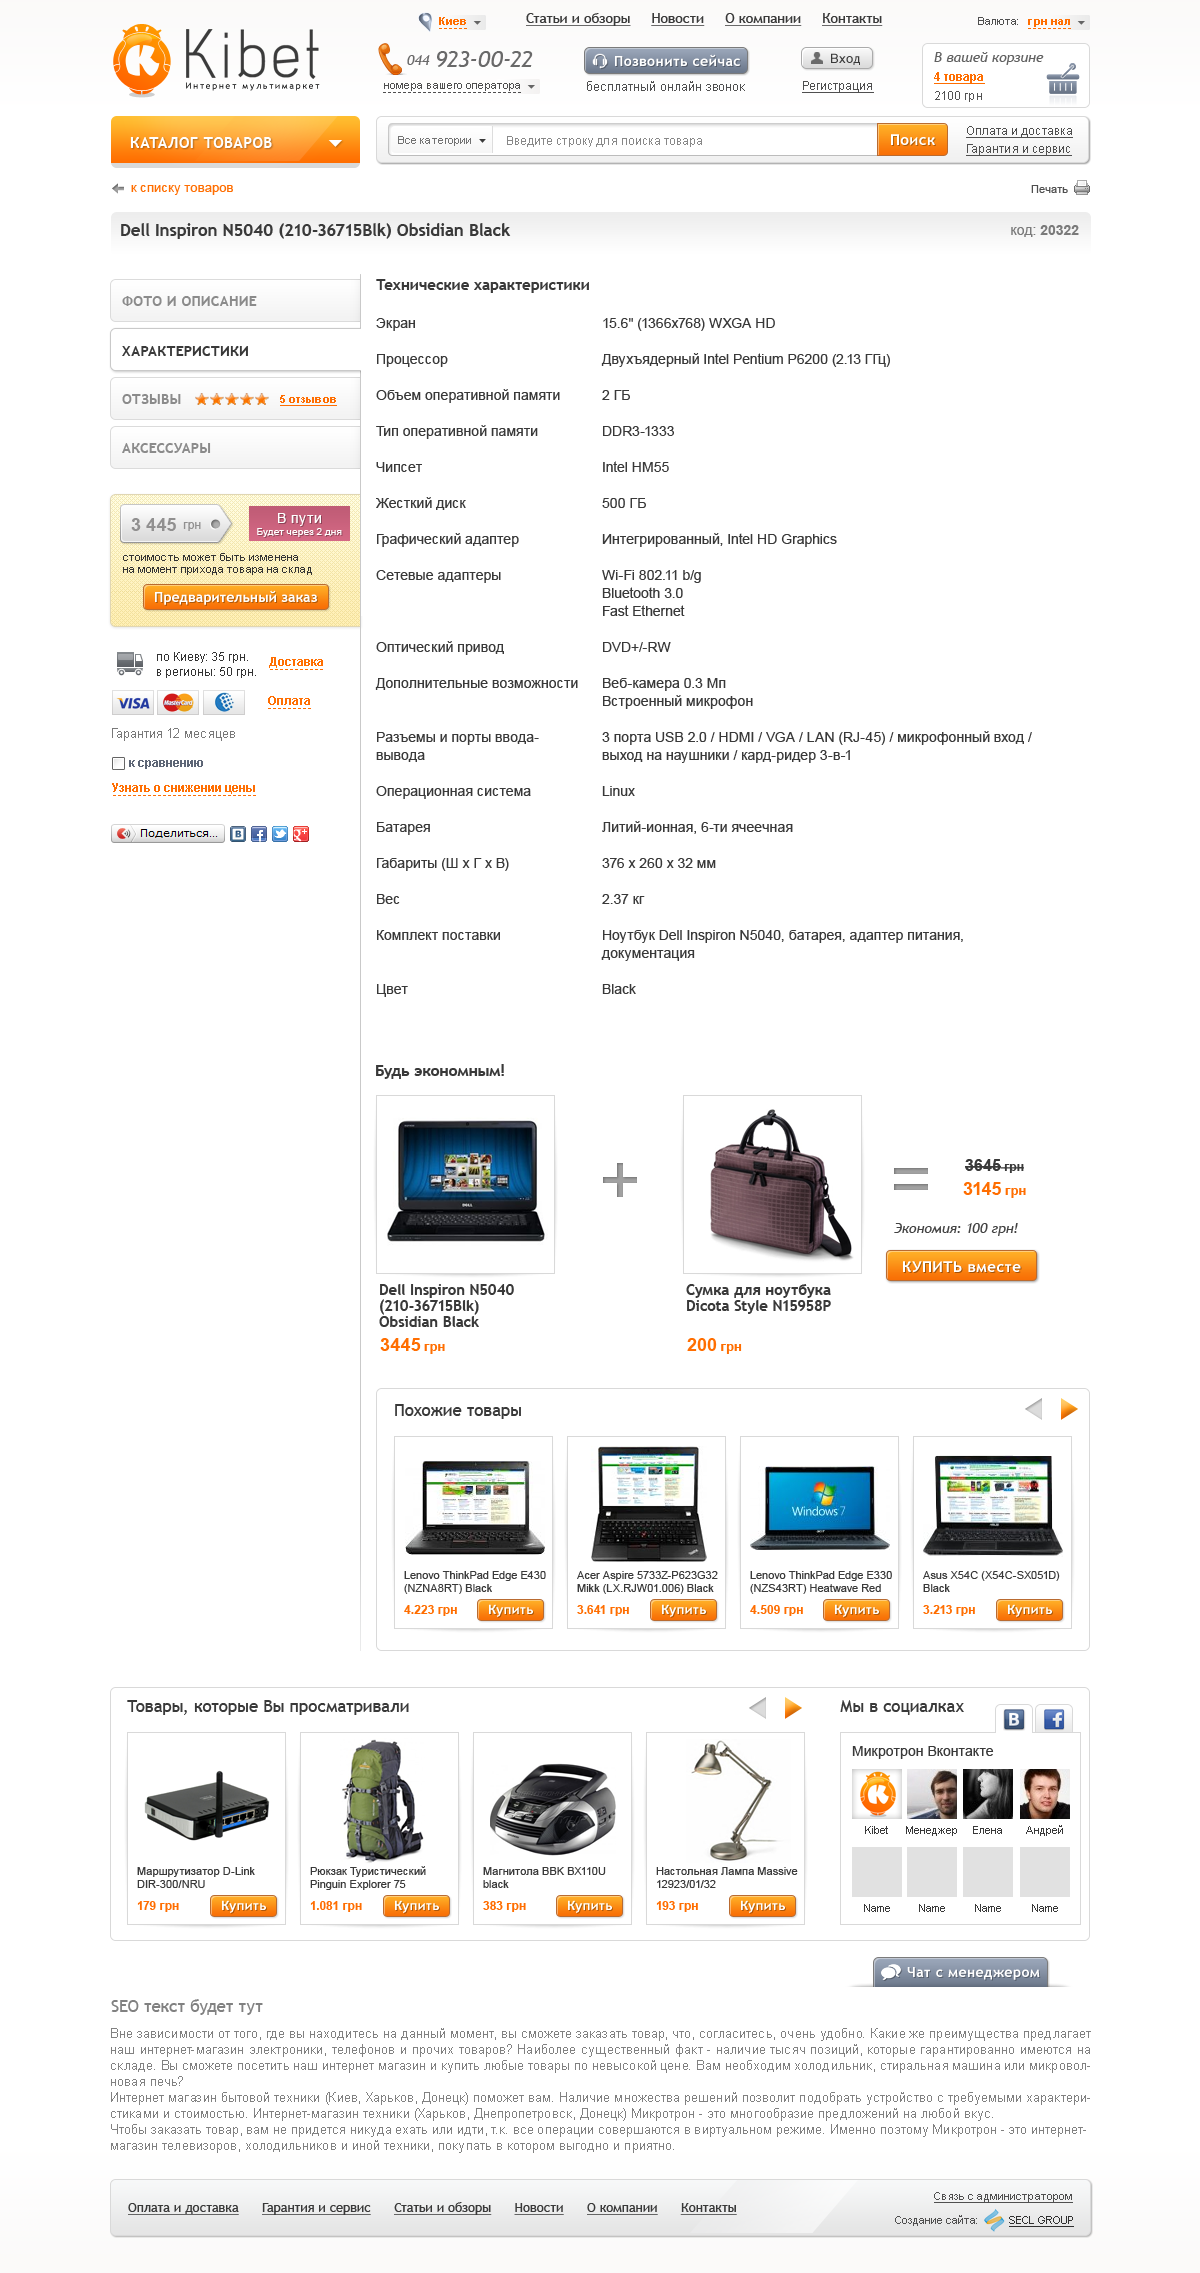 Киев
Статьи и обзоры
Новости
О компании
Контакты
Валюта: грн нал
Kibet
Интернет мультимаркет
044 923-00-22
номера вашего оператора
Позвонить сейчас
бесплатный онлайн звонок
Вход
Регистрация
В вашей корзине
4 товара
2100 грн
КАТАЛОГ ТОВАРОВ
Все категории
Введите строку для поиска товара
Поиск
Оплата и доставка
Гарантия и сервис
к списку товаров
Печать
Dell Inspiron N5040 (210-36715Blk) Obsidian Black
код: 20322
ФОТО И ОПИСАНИЕ
ХАРАКТЕРИСТИКИ
ОТЗЫВЫ
5 отзывов
АКСЕССУАРЫ
3 445 грн
В пути
Будет через 2 дня
стоимость может быть изменена
на момент прихода товара на склад
Предварительный заказ
по Киеву: 35 грн.
в регионы: 50 грн.
Доставка
VISA
MasterCard
Оплата
Гарантия 12 месяцев
к сравнению
Узнать о снижении цены
Поделиться...
Технические характеристики
Экран
15.6" (1366x768) WXGA HD
Процессор
Двухъядерный Intel Pentium P6200 (2.13 ГГц)
Объем оперативной памяти
2 ГБ
Тип оперативной памяти
DDR3-1333
Чипсет
Intel HM55
Жесткий диск
500 ГБ
Графический адаптер
Интегрированный, Intel HD Graphics
Сетевые адаптеры
Wi-Fi 802.11 b/g
Bluetooth 3.0
Fast Ethernet
Оптический привод
DVD+/-RW
Дополнительные возможности
Веб-камера 0.3 Мп
Встроенный микрофон
Разъемы и порты ввода-
вывода
3 порта USB 2.0 / HDMI / VGA / LAN (RJ-45) / микрофонный вход /
выход на наушники / кард-ридер 3-в-1
Операционная система
Linux
Батарея
Литий-ионная, 6-ти ячеечная
Габариты (Ш x Г x В)
376 x 260 x 32 мм
Вес
2.37 кг
Комплект поставки
Ноутбук Dell Inspiron N5040, батарея, адаптер питания,
документация
Цвет
Black
Будь экономным!
DELL
Dell Inspiron N5040
(210-36715Blk)
Obsidian Black
3445 грн
Сумка для ноутбука
Dicota Style N15958P
200 грн
3645 грн
3145 грн
Экономия: 100 грн!
КУПИТЬ вместе
Похожие товары
Lenovo ThinkPad Edge E430
(NZNA8RT) Black
4.223 грн
Купить
Acer Aspire 5733Z-P623G32
Mikk (LX.RJW01.006) Black
3.641 грн
Купить
Windows 7
Lenovo ThinkPad Edge E330
(NZS43RT) Heatwave Red
4.509 грн
Купить
Asus X54C (X54C-SX051D)
Black
3.213 грн
Купить
Товары, которые Вы просматривали
Маршрутизатор D-Link
DIR-300/NRU
179 грн
Купить
Рюкзак Туристический
Pinguin Explorer 75
1.081 грн
Купить
Магнитола BBK BX110U
black
383 грн
Купить
Настольная Лампа Massive
12923/01/32
193 грн
Купить
Мы в социалках
Микротрон Вконтакте
Kibet
Менеджер
Елена
Андрей
Name
Name
Name
Name
Чат с менеджером
SEO текст будет тут
Вне зависимости от того, где вы находитесь на данный момент, вы сможете заказать товар, что, согласитесь, очень удобно. Какие же преимущества предлагает
наш интернет-магазин электроники, телефонов и прочих товаров? Наиболее существенный факт - наличие тысяч позиций, которые гарантированно имеются на
складе. Вы сможете посетить наш интернет магазин и купить любые товары по невысокой цене. Вам необходим холодильник, стиральная машина или микровол-
новая печь?
Интернет магазин бытовой техники (Киев, Харьков, Донецк) поможет вам. Наличие множества решений позволит подобрать устройство с требуемыми характери-
стиками и стоимостью. Интернет-магазин техники (Харьков, Днепропетровск, Донецк) Микротрон - это многообразие предложений на любой вкус.
Чтобы заказать товар, вам не придется никуда ехать или идти, т.к. все операции совершаются в виртуальном режиме. Именно поэтому Микротрон - это интернет-
магазин телевизоров, холодильников и иной техники, покупать в котором выгодно и приятно.
Оплата и доставка
Гарантия и сервис
Статьи и обзоры
Новости
О компании
Контакты
Связь с администратором
Создание сайта: SECL GROUP